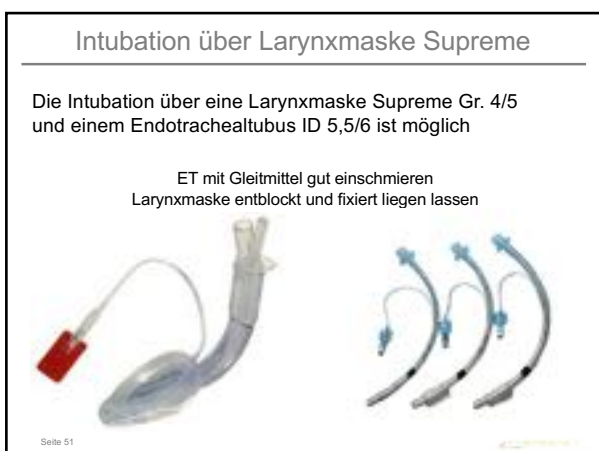 Intubation über Larynxmaske Supreme
Die Intubation über eine Larynxmaske Supreme Gr. 4/5
und einem Endotrachealtubus ID 5,5/6 ist möglich
ET mit Gleitmittel gut einschmieren
Larynxmaske entblockt und fixiert liegen lassen
Seite 51